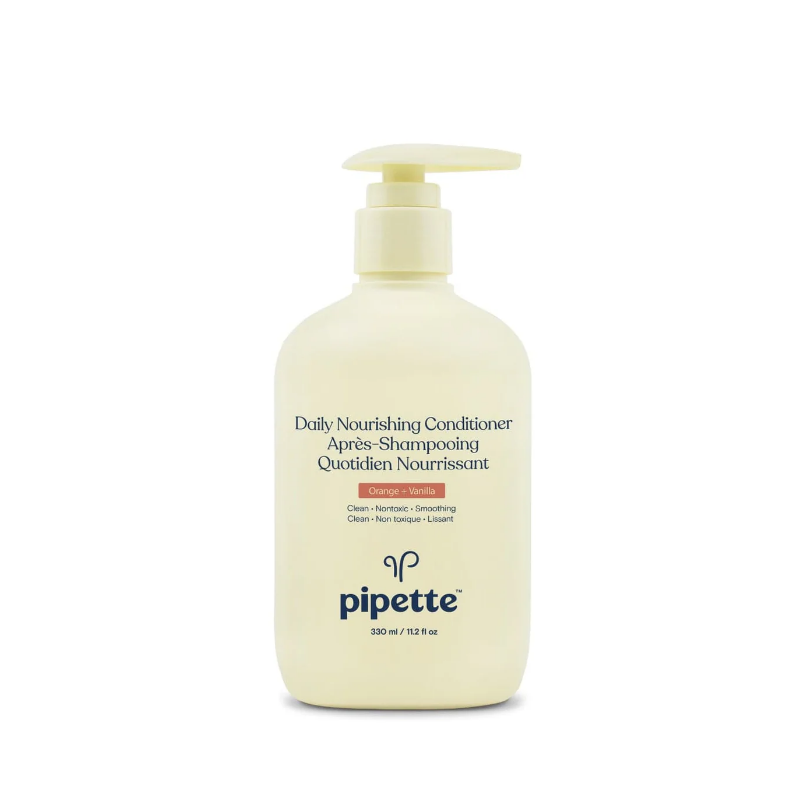 Daily Nourishing Conditioner
Après-Shampooing
Quotidien Nourrissant
Orange + Vanilla
Clean • Nontoxic • Smoothing
Clean • Non toxique • Lissant
pipette™
330 ml / 11.2 fl oz